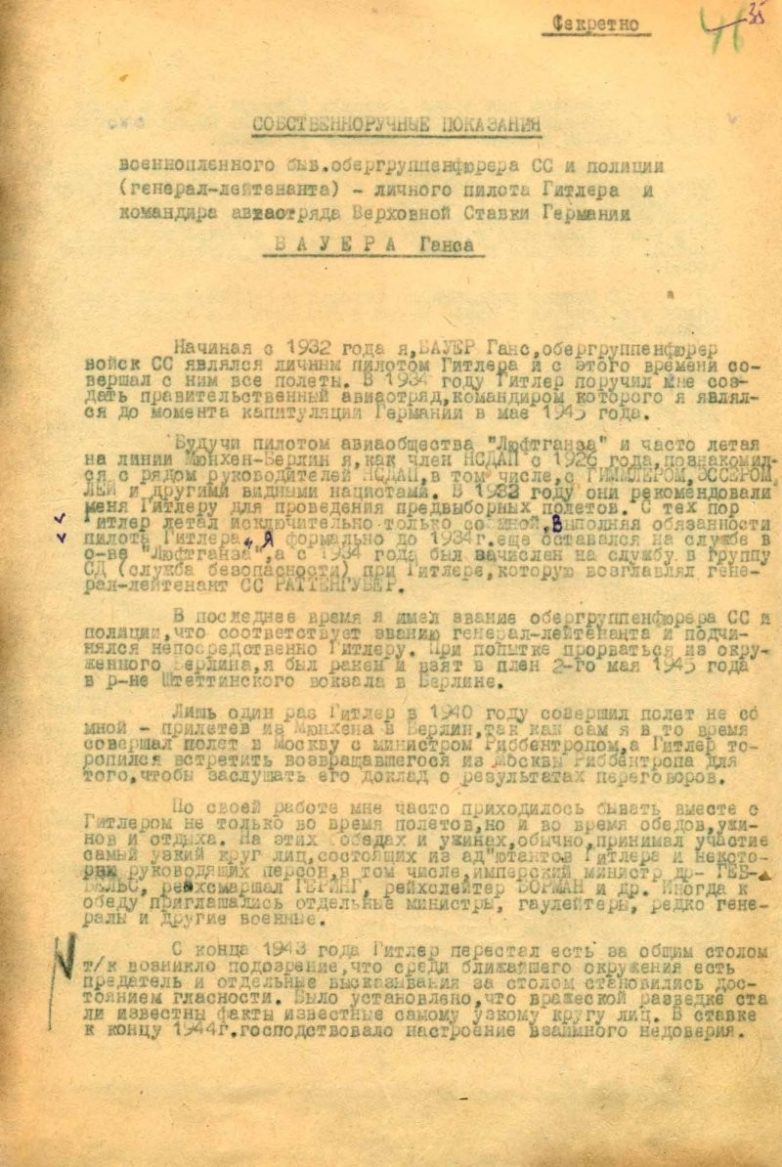 Секретно
46 35
СОБСТВЕННОРУЧНЫЕ ПОКАЗАНИЯ
военнопленного быв.обергруппенфюрера СС и полиции
(генерал-лейтенанта) - личного пилота Гитлера и
командира авиаотряда Верховной Ставки Германии
БАУЕРА Ганса
Начиная с 1932 года я,БАУЕР Ганс,обергруппенфюрер
войск СС являлся личным пилотом Гитлера и с этого времени со-
вершал с ним все полеты. В 1934 году Гитлер поручил мне соз-
дать правительственный авиаотряд,командиром которого я являл-
ся до момента капитуляции Германии в мае 1945 года.
Будучи пилотом авиаобщества "Люфтганза" и часто летая
на линии Мюнхен-Берлин я,как член НСДАП с 1926 года,познакомил-
ся с рядом руководителей НСДАП,в том числе,с ГИММЛЕРОМ,ЭССЕРОМ,
ЛЕЙ и другими видными нацистами. В 1932 году они рекомендовали
меня Гитлеру для проведения предвыборных полетов. С тех пор
Гитлер летал исключительно только со мной. Выполняя обязанности
пилота Гитлера, я формально до 1934г.еще оставался на службе в
о-ве "Люфтганза",а с 1934 года был зачислен на службу в группу
СД (служба безопасности) при Гитлере,которую возглавлял гене-
рал-лейтенант СС РАТТЕНГУБЕР.
В последнее время я имел звание обергруппенфюрера СС и
полиции,что соответствует званию генерал-лейтенанта и подчи-
нялся непосредственно Гитлеру. При попытке прорваться из окру-
женного Берлина,я был ранен и взят в плен 2-го мая 1945 года
в р-не Штеттинского вокзала в Берлине.
Лишь один раз Гитлер в 1940 году совершил полет не со
мной - прилетев из Мюнхена в Берлин,так как сам я в то время
совершал полет в Москву с министром Риббентропом,а Гитлер то-
ропился встретить возвращавшегося из Москвы Риббентропа для
того,чтобы заслушать его доклад о результатах переговоров.
По своей работе мне часто приходилось бывать вместе с
Гитлером не только во время полетов,но и во время обедов,ужи-
нов и отдыха. На этих обедах и ужинах,обычно,принимал участие
самый узкий круг лиц,состоящих из ад"ютантов Гитлера и некото-
рых руководящих персон,в том числе,имперский министр др- ГЕБ-
БЕЛЬС, рейхсмаршал ГЕРИНГ, рейхслейтер БОРМАН и др. Иногда к
обеду приглашались отдельные министры, гаулейтеры, редко гене-
ралы и другие военные.
С конца 1943 года Гитлер перестал есть за общим столом
т/к возникло подозрение,что среди ближайшего окружения есть
предатель и отдельные высказывания за столом становились дос-
тоянием гласности. Было установлено,что вражеской разведке ста
ли известны факты известные самому узкому кругу лиц. В ставке
к концу 1944г.господствовало настроение взаимного недоверия.